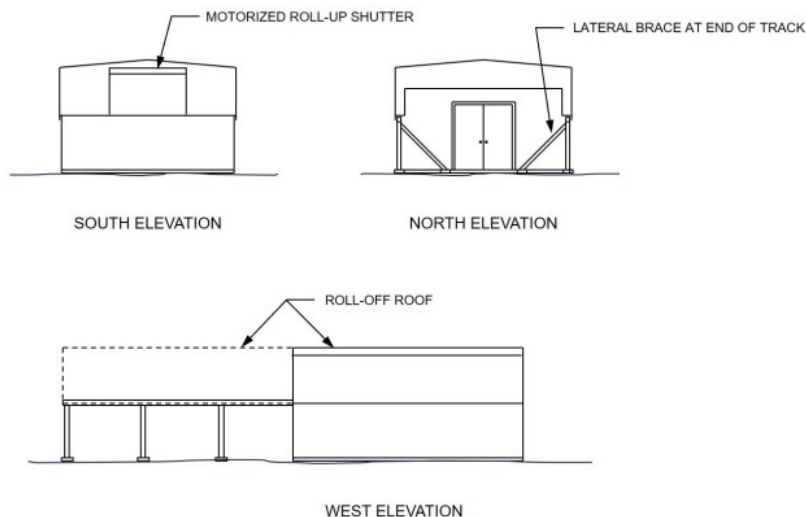 MOTORIZED ROLL-UP SHUTTER
LATERAL BRACE AT END OF TRACK
SOUTH ELEVATION
NORTH ELEVATION
ROLL-OFF ROOF
WEST ELEVATION